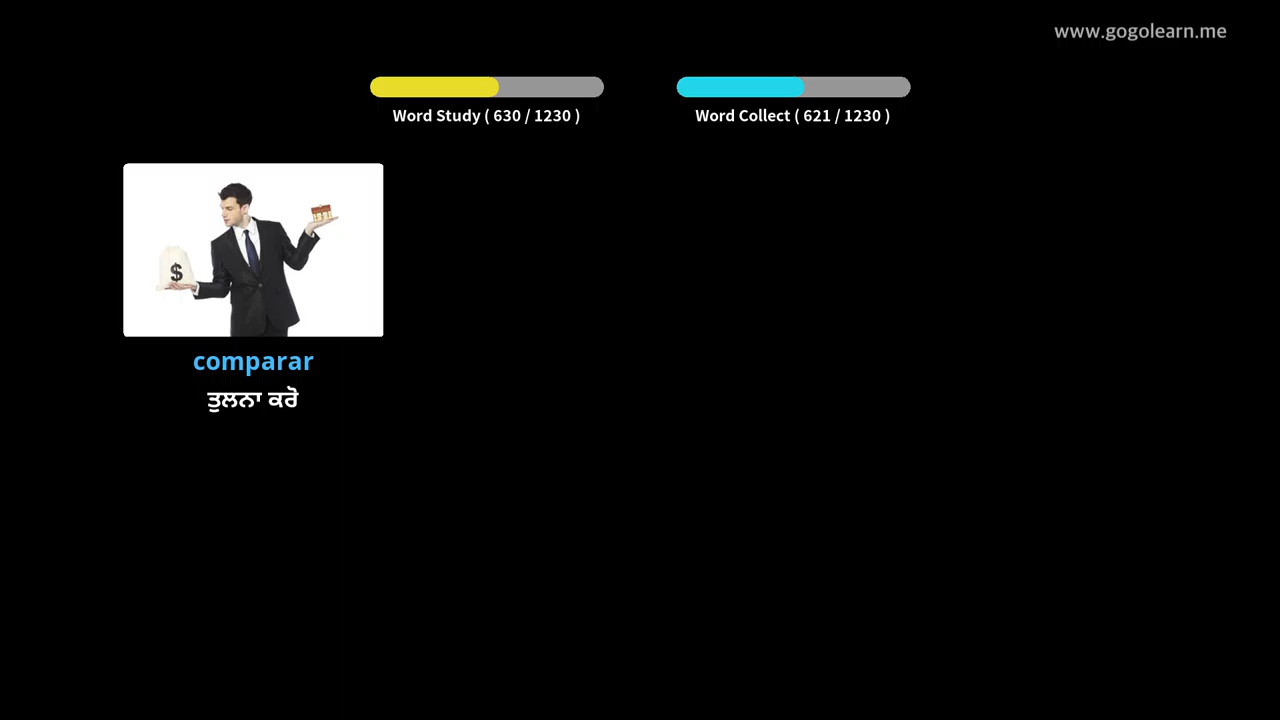 www.gogolearn.me
Word Study ( 630 / 1230 )
Word Collect ( 621 / 1230 )
$
comparar
ਤੁਲਨਾ ਕਰੋ